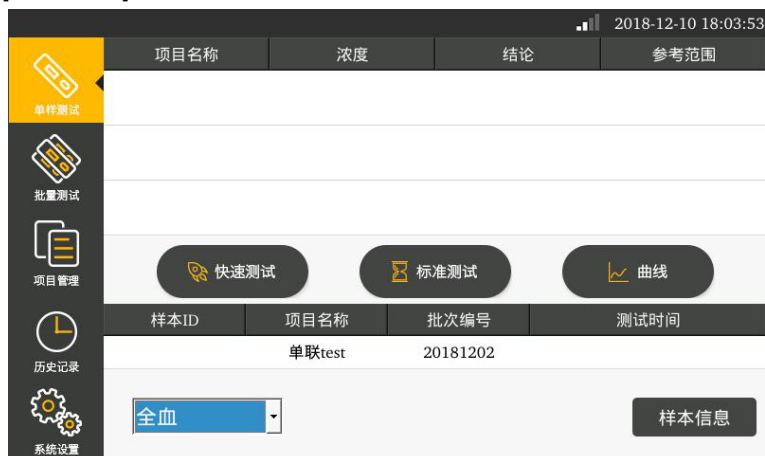 2018-12-10 18:03:53
项目名称 浓度 结论 参考范围
单样测试
批量测试
快速测试 标准测试 曲线
项目管理
样本ID 项目名称 批次编号 测试时间
单联test 20181202
历史记录
全血 样本信息
系统设置